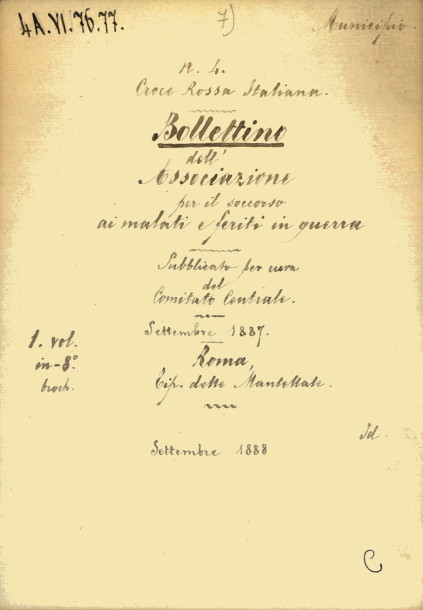 4A.VI.76.77.
7)
Municipio.
N. 4.
Croce Rossa Italiana.
Bollettino
dell'
Associazione
per il soccorso
ai malati e feriti in guerra
Pubblicato per cura
del
Comitato Centrale.
Settembre 1887.
1. vol.
in-8°.
broch.
Roma,
Tip. delle Mantellate.
Id.
Settembre 1888
C